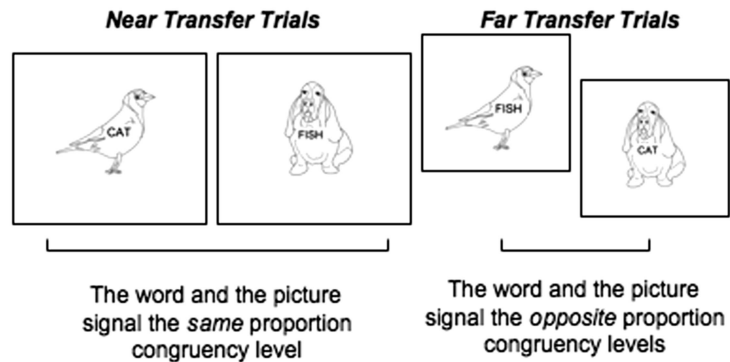 Near Transfer Trials
Far Transfer Trials
CAT
FISH
FISH
CAT
The word and the picture
signal the same proportion
congruency level
The word and the picture
signal the opposite proportion
congruency levels